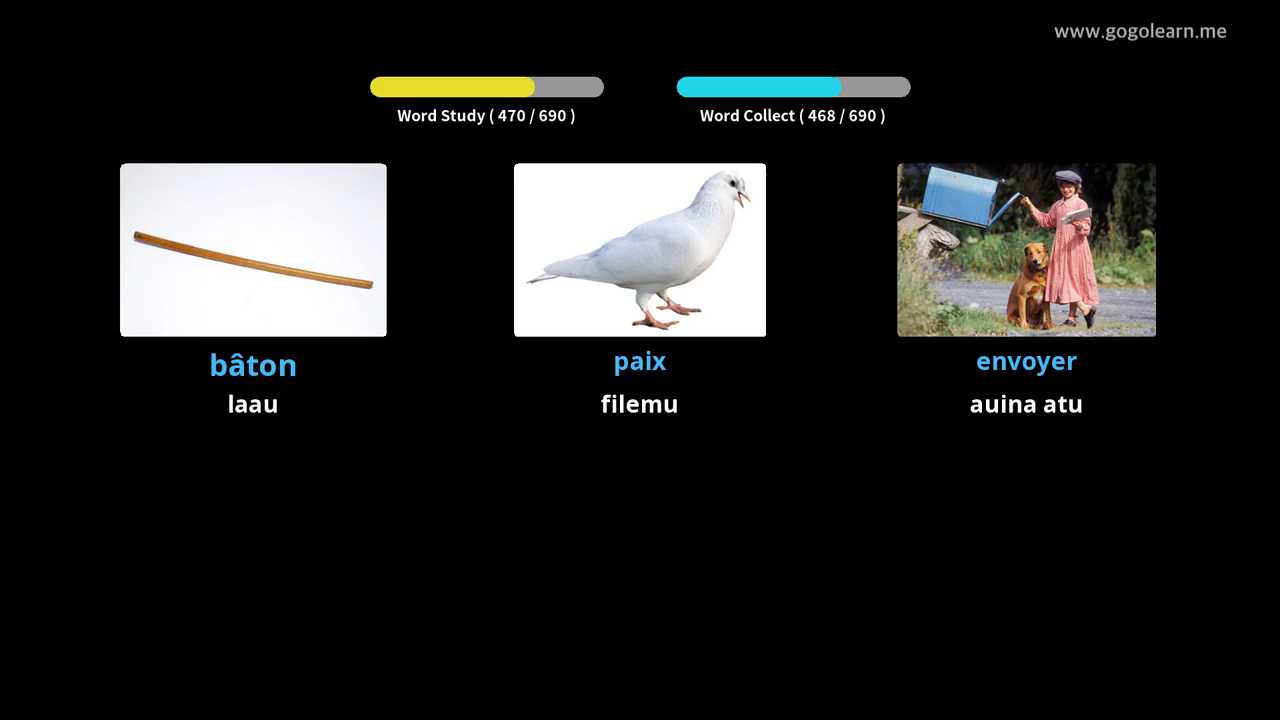 www.gogolearn.me
Word Study ( 470 / 690 )
Word Collect ( 468 / 690 )
bâton
paix
envoyer
laau
filemu
auina atu